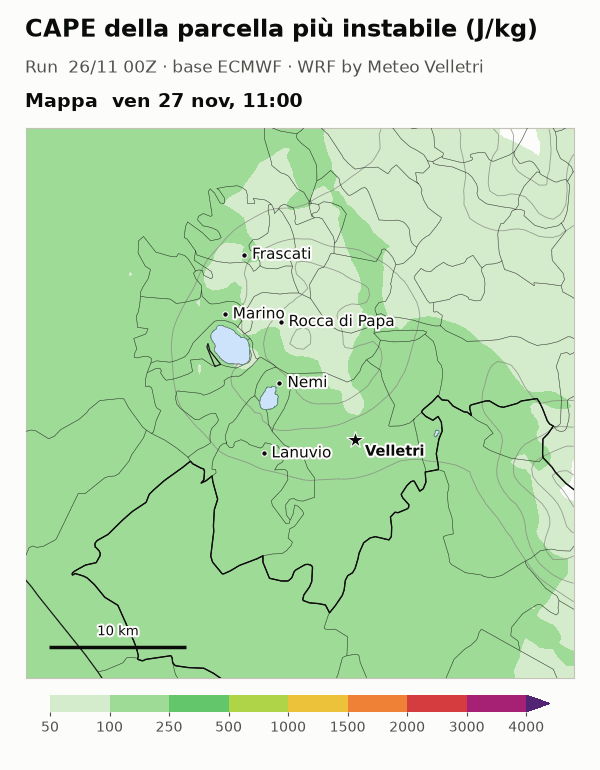 CAPE della parcella più instabile (J/kg)
Run  26/11 00Z · base ECMWF · WRF by Meteo Velletri
Mappa  ven 27 nov, 11:00
Frascati
Marino
Rocca di Papa
Nemi
Lanuvio
Velletri
10 km
50 100 250 500 1000 1500 2000 3000 4000